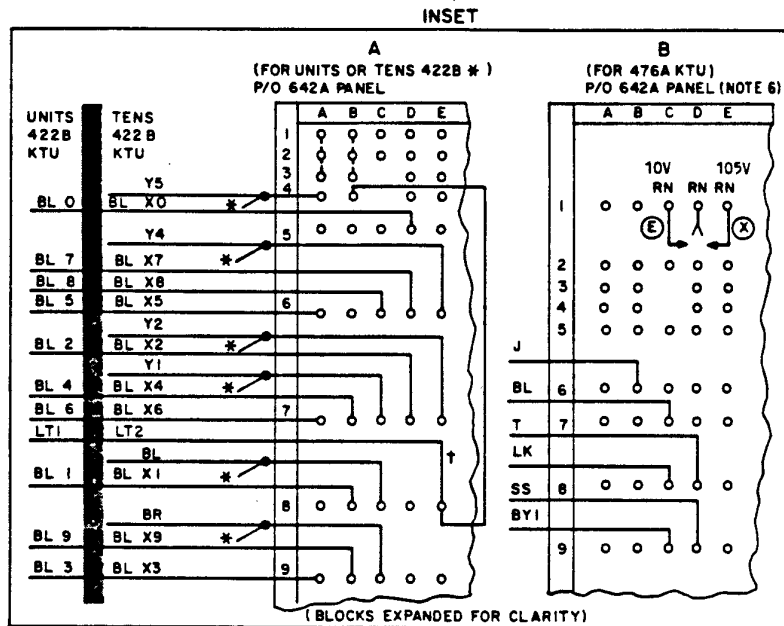 INSET
A
(FOR UNITS OR TENS 422B *)
P/O 642A PANEL
UNITS
422B
KTU
TENS
422B
KTU
A B C D E
1
2
3
4
5
6
7
8
9
Y5
BL 0 BL X0 *
Y4
*
BL 7 BL X7
BL 8 BL X8
BL 5 BL X5
Y2
BL 2 BL X2 *
Y1
BL 4 BL X4 *
BL 6 BL X6
LT1 LT2 †
BL
BL 1 BL X1 *
BR
BL 9 BL X9 *
BL 3 BL X3
B
(FOR 476A KTU)
P/O 642A PANEL (NOTE 6)
A B C D E
10V 105V
RN RN RN
E X
1
2
3
4
5
6
7
8
9
J
BL
T
LK
SS
BY1
(BLOCKS EXPANDED FOR CLARITY)